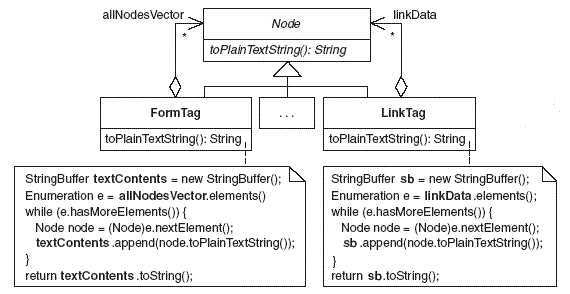 allNodesVector
Node
linkData
*
*
toPlainTextString(): String
FormTag
...
LinkTag
toPlainTextString(): String
toPlainTextString(): String
StringBuffer textContents = new StringBuffer();
Enumeration e = allNodesVector.elements()
while (e.hasMoreElements()) {
Node node = (Node)e.nextElement();
textContents.append(node.toPlainTextString());
}
return textContents.toString();
StringBuffer sb = new StringBuffer();
Enumeration e = linkData.elements();
while (e.hasMoreElements()) {
Node node = (Node)e.nextElement();
sb.append(node.toPlainTextString());
}
return sb.toString();